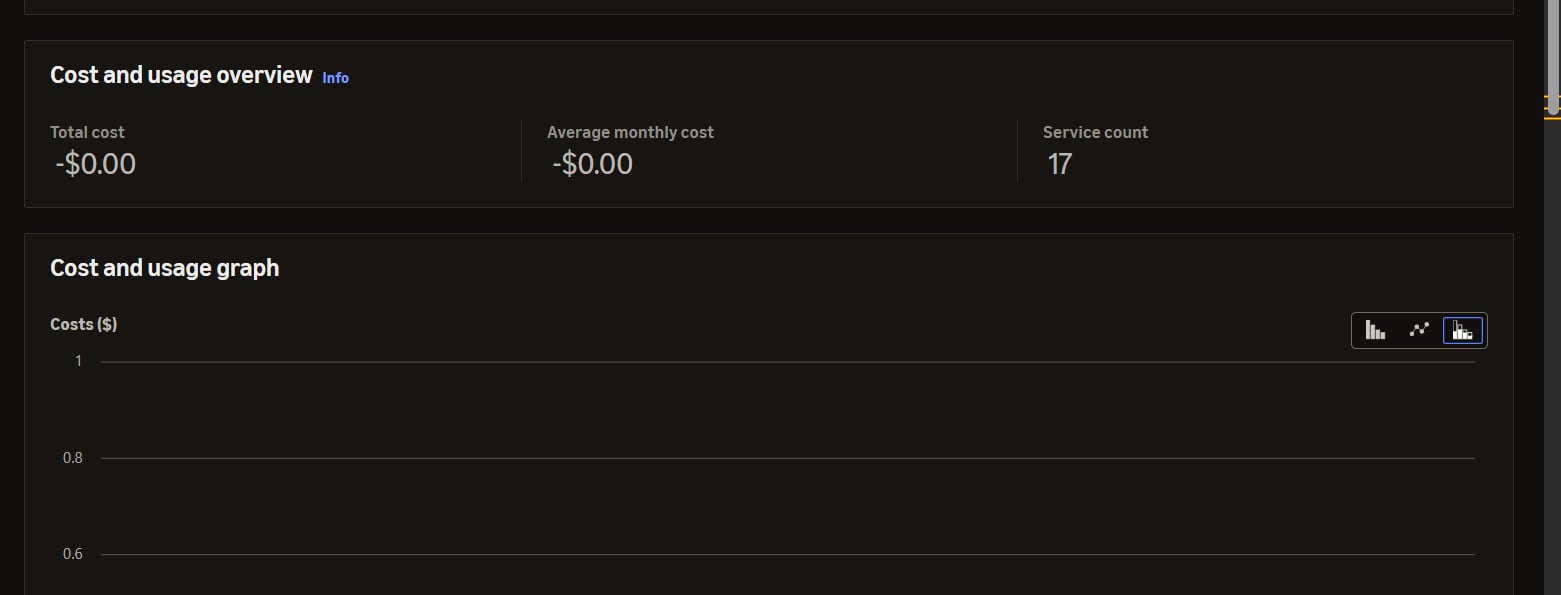 Cost and usage overview Info
Total cost Average monthly cost Service count
-$0.00 -$0.00 17
Cost and usage graph
Costs ($)
1
0.8
0.6